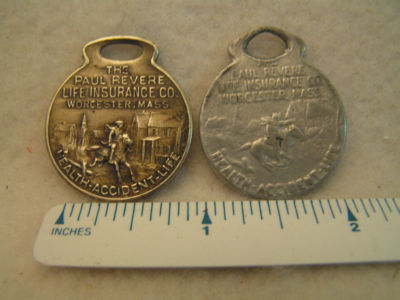 THE
PAUL REVERE
LIFE INSURANCE CO.
WORCESTER, MASS.
HEALTH-ACCIDENT-LIFE
PAUL REVERE
LIFE INSURANCE CO.
WORCESTER, MASS.
HEALTH-ACCIDENT
INCHES
1
2